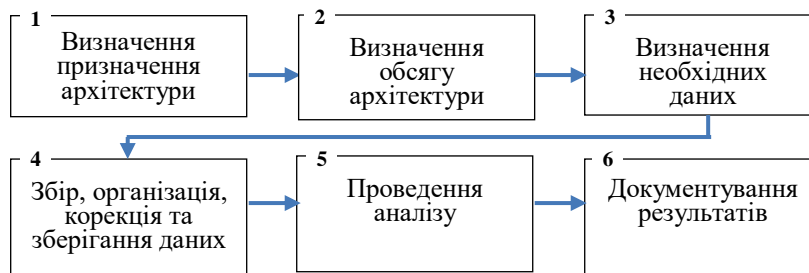 1
Визначення
призначення
архітектури
2
Визначення
обсягу
архітектури
3
Визначення
необхідних
даних
4
Збір, організація,
корекція та
зберігання даних
5
Проведення
аналізу
6
Документування
результатів